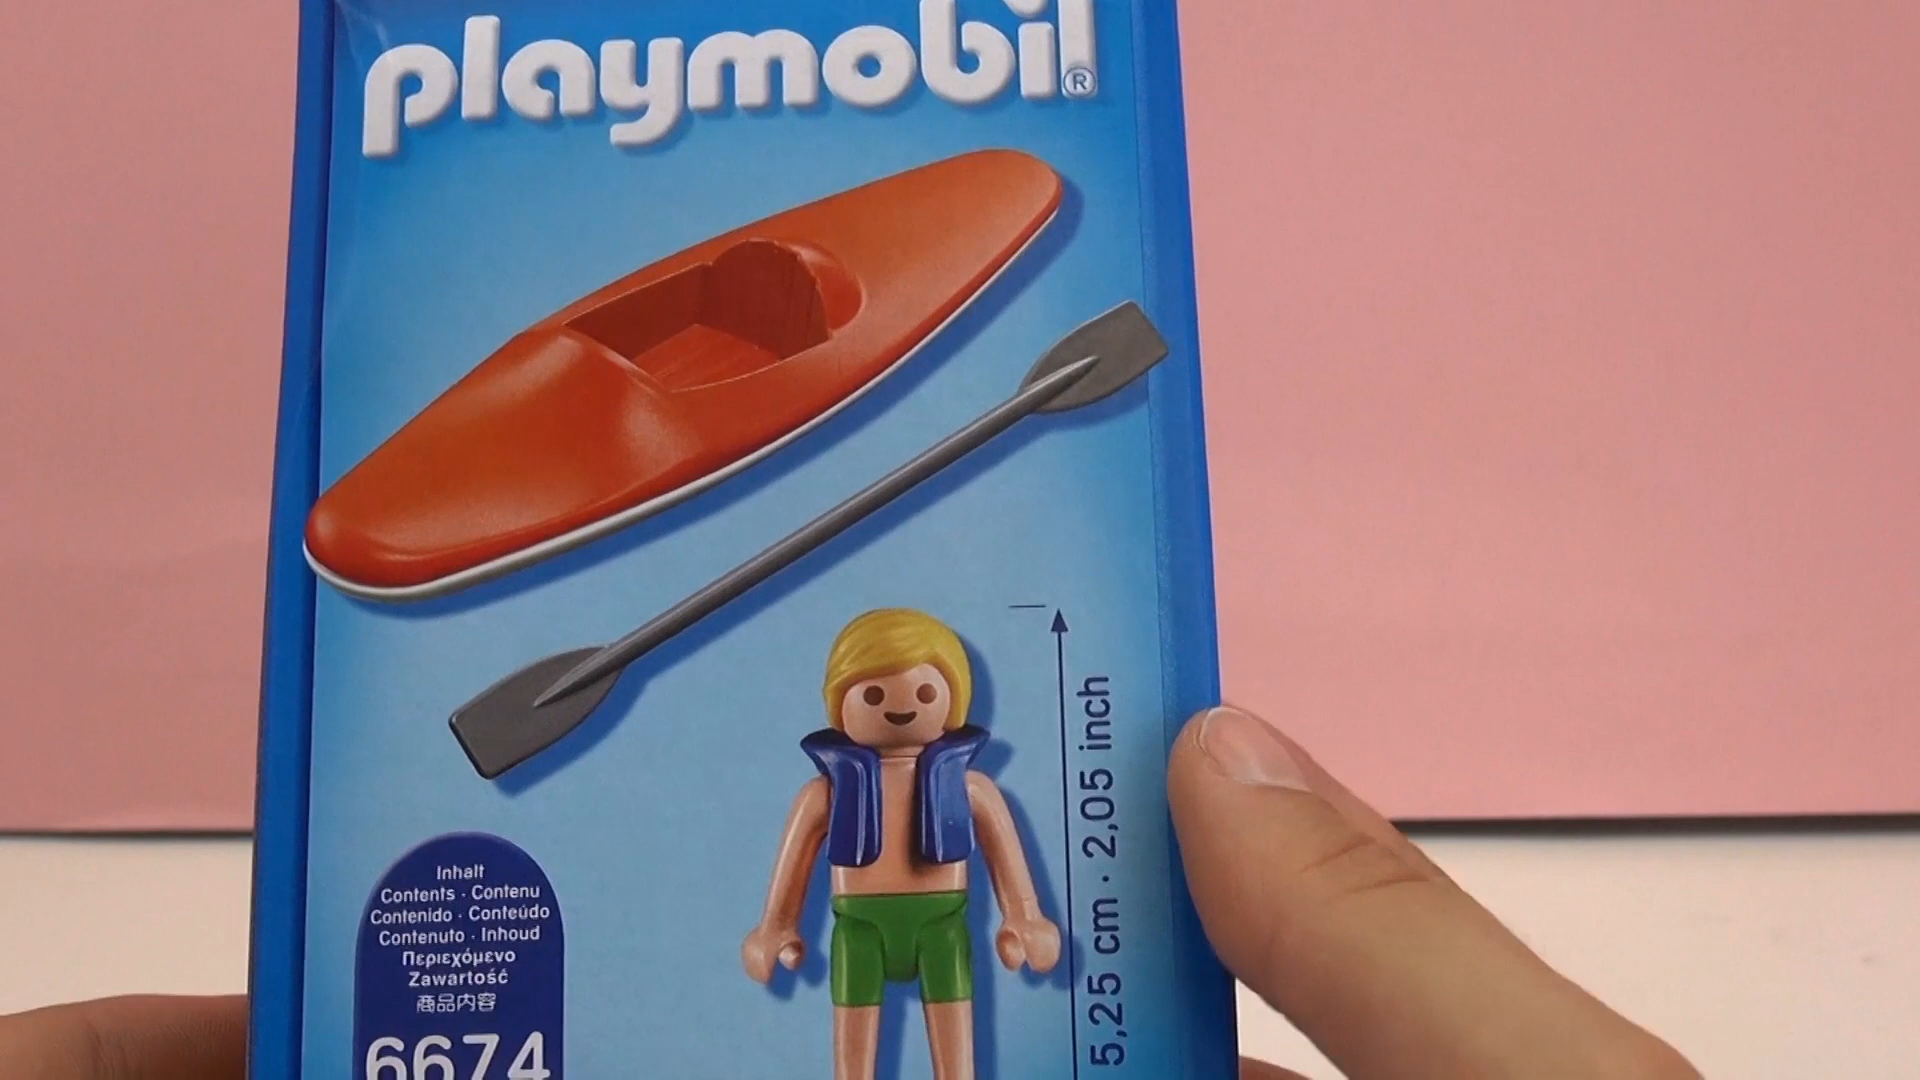 playmobil®
5,25 cm · 2,05 inch
Inhalt
Contents · Contenu
Contenido · Conteúdo
Contenuto · Inhoud
Περιεχόμενο
Zawartość
商品内容
6674